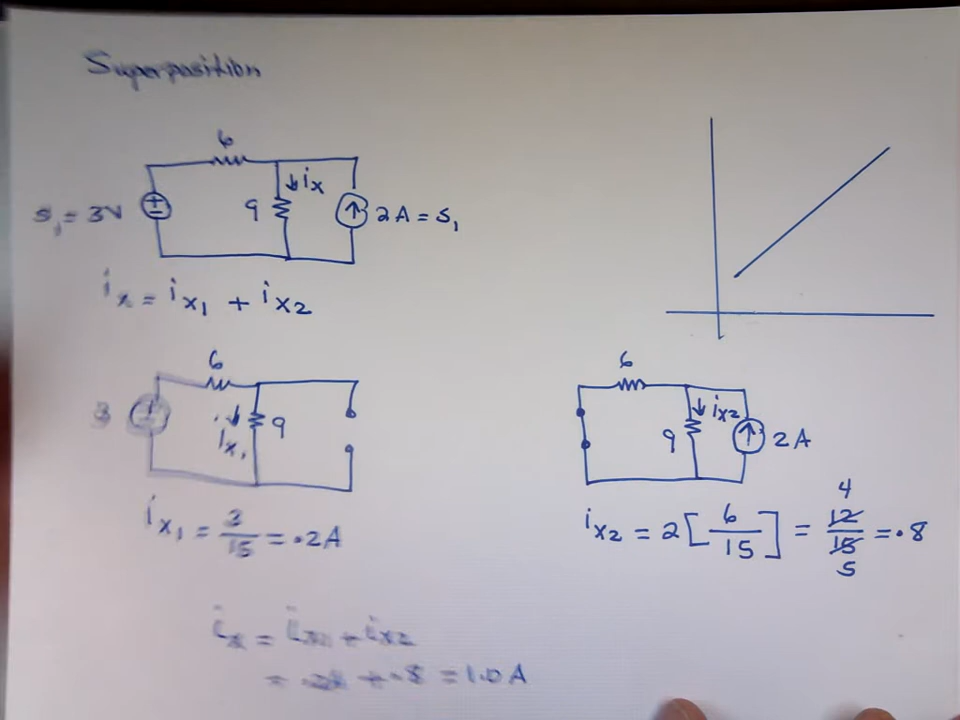 Superposition
6
S₁ = 3V
9
↓ix
2A = S₁
ix = ix₁ + ix₂
6
3
ix₁
9
ix₁ = 3/15 = .2A
6
ix₂
9
2A
ix₂ = 2[6/15] = 12/15 = .8
4
5
ix = ix₁ + ix₂
= .2 + .8 = 1.0A